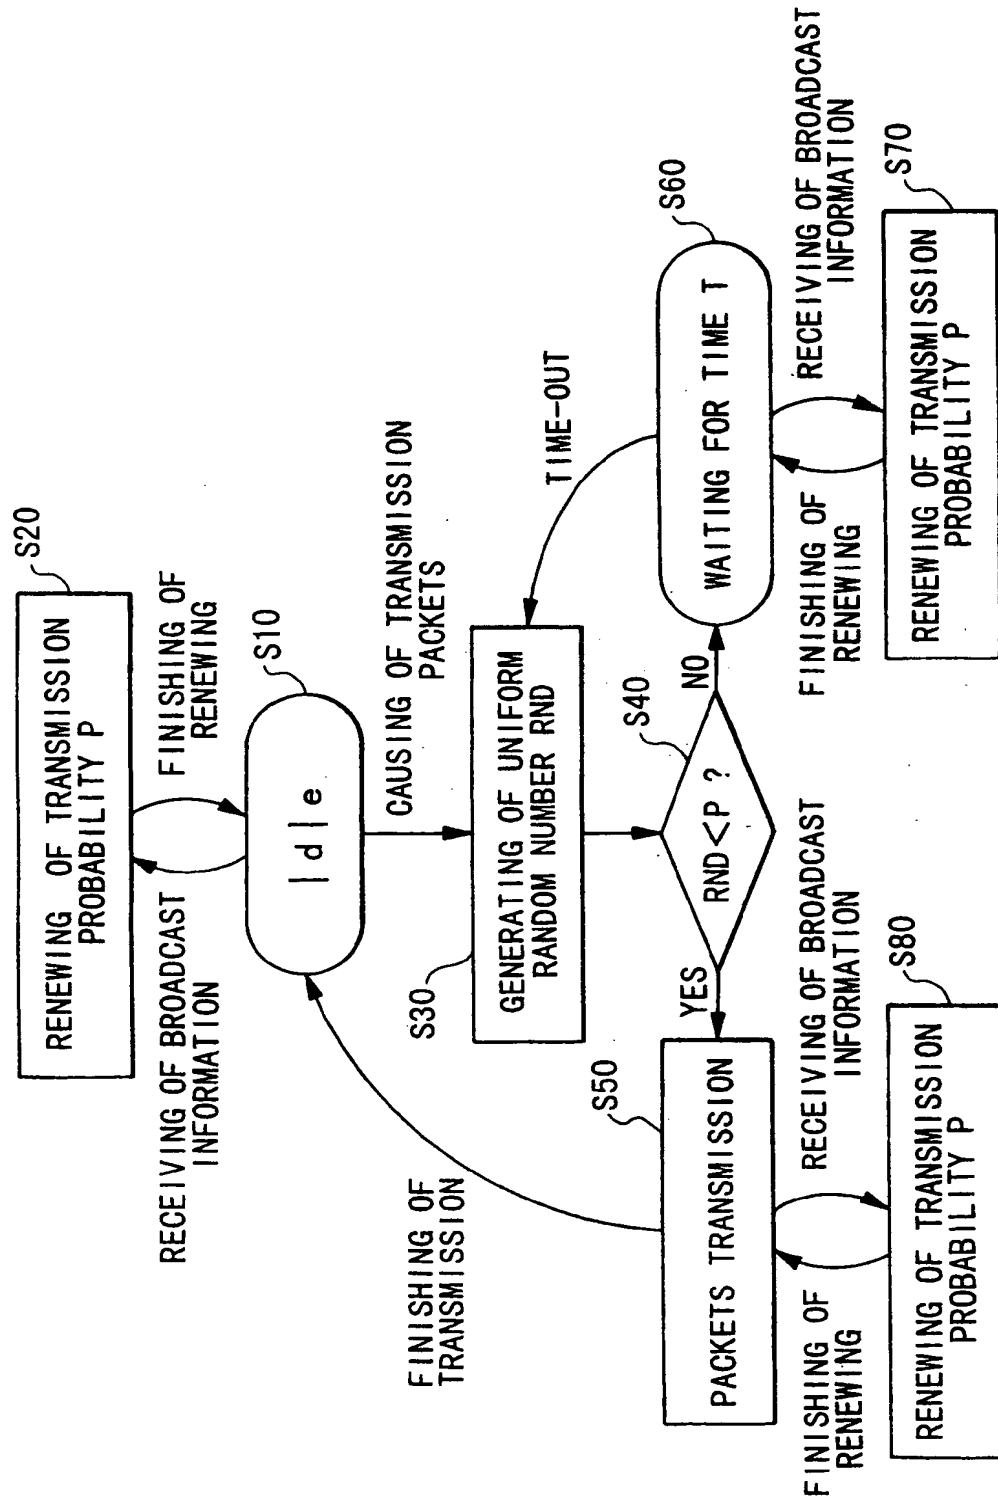 S20
RENEWING OF TRANSMISSION
PROBABILITY P
RECEIVING OF BROADCAST
INFORMATION
FINISHING OF
RENEWING
S10
Idle
CAUSING OF TRANSMISSION
PACKETS
FINISHING OF
TRANSMISSION
S30
GENERATING OF UNIFORM
RANDOM NUMBER RND
TIME-OUT
S40
RND<P ?
YES
NO
S50
PACKETS TRANSMISSION
S60
WAITING FOR TIME T
FINISHING OF
RENEWING
RECEIVING OF BROADCAST
INFORMATION
FINISHING OF
RENEWING
RECEIVING OF BROADCAST
INFORMATION
S80
RENEWING OF TRANSMISSION
PROBABILITY P
S70
RENEWING OF TRANSMISSION
PROBABILITY P